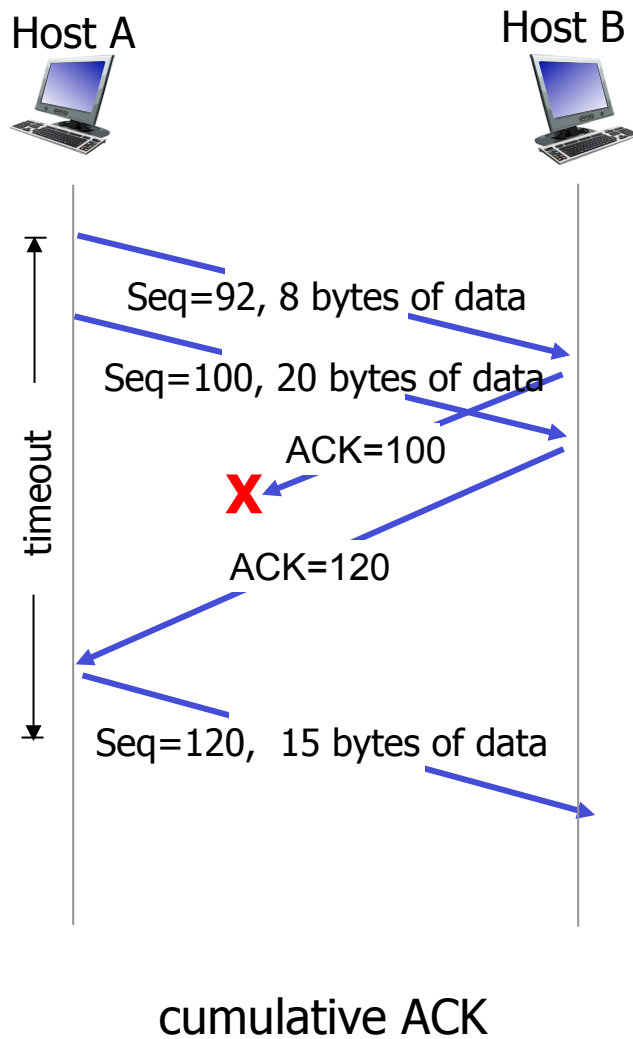 Host A
Host B
Seq=92, 8 bytes of data
Seq=100, 20 bytes of data
ACK=100
X
timeout
ACK=120
Seq=120, 15 bytes of data
cumulative ACK